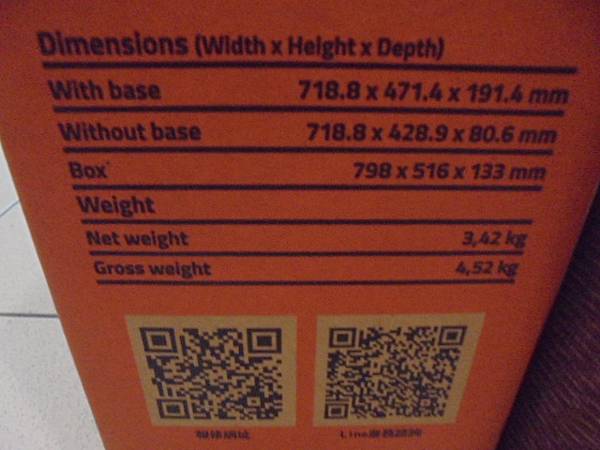 Dimensions (Width x Height x Depth)
With base 718.8 x 471.4 x 191.4 mm
Without base 718.8 x 428.9 x 80.6 mm
Box* 798 x 516 x 133 mm
Weight
Net weight 3,42 kg
Gross weight 4,52 kg
Line